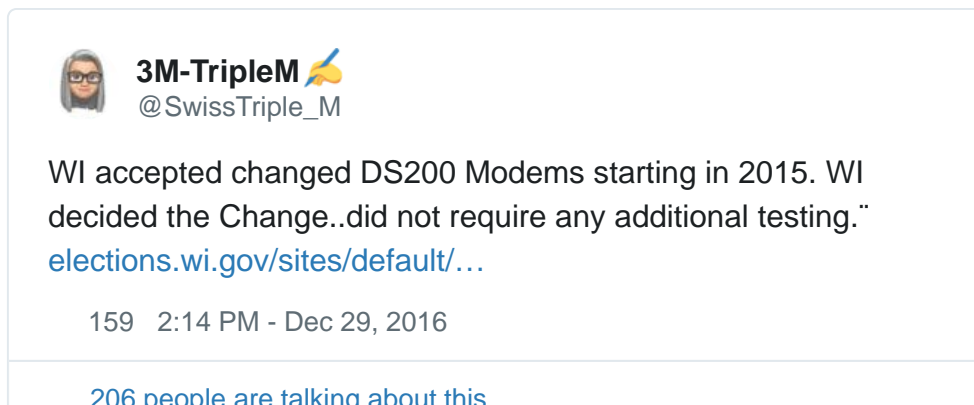 3M-TripleM✍️
@SwissTriple_M
WI accepted changed DS200 Modems starting in 2015. WI
decided the Change..did not require any additional testing.¨
elections.wi.gov/sites/default/…
159 2:14 PM - Dec 29, 2016
206 people are talking about this